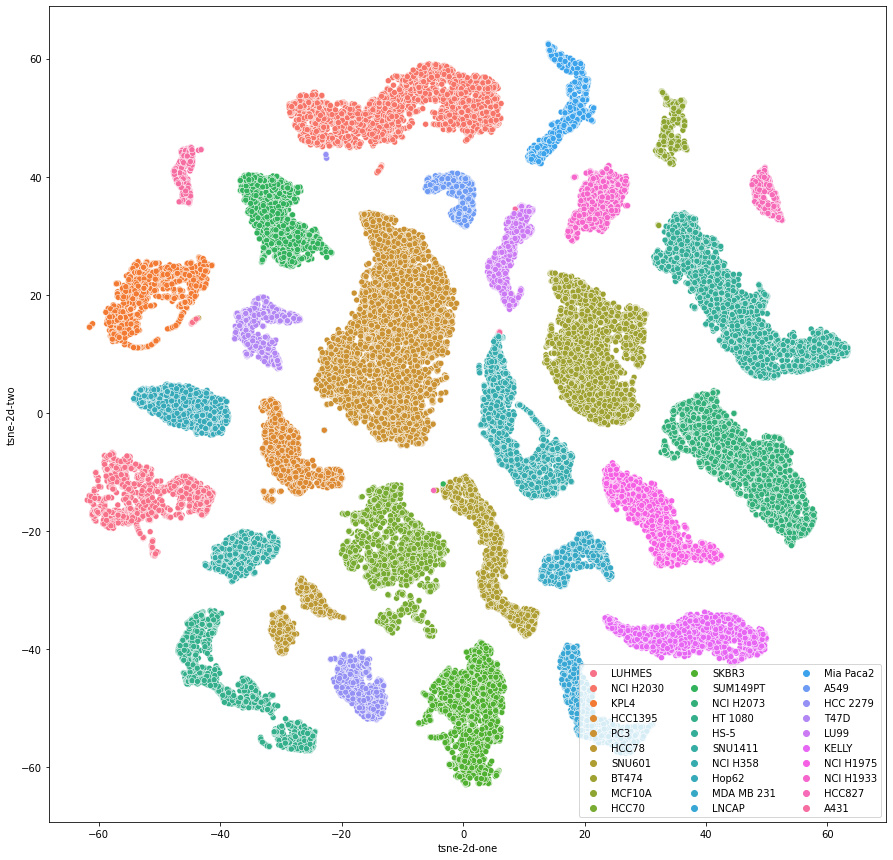 60
40
20
0
−20
−40
−60
tsne-2d-two
LUHMES SKBR3 Mia Paca2
NCI H2030 SUM149PT A549
KPL4 NCI H2073 HCC 2279
HCC1395 HT 1080 T47D
PC3 HS-5 LU99
HCC78 SNU1411 KELLY
SNU601 NCI H358 NCI H1975
BT474 Hop62 NCI H1933
MCF10A MDA MB 231 HCC827
HCC70 LNCAP A431
−60 −40 −20 0 20 40 60
tsne-2d-one